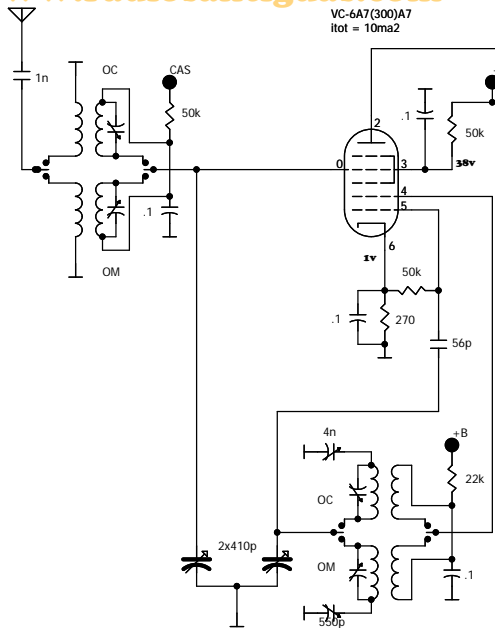 VC-6A7(300)A7
itot = 10ma2
1n
OC
CAS
50k
.1
OM
2
.1
50k
38v
0
3
4
5
6
1v
50k
.1
270
56p
4n
+B
22k
OC
2x410p
OM
.1
550p